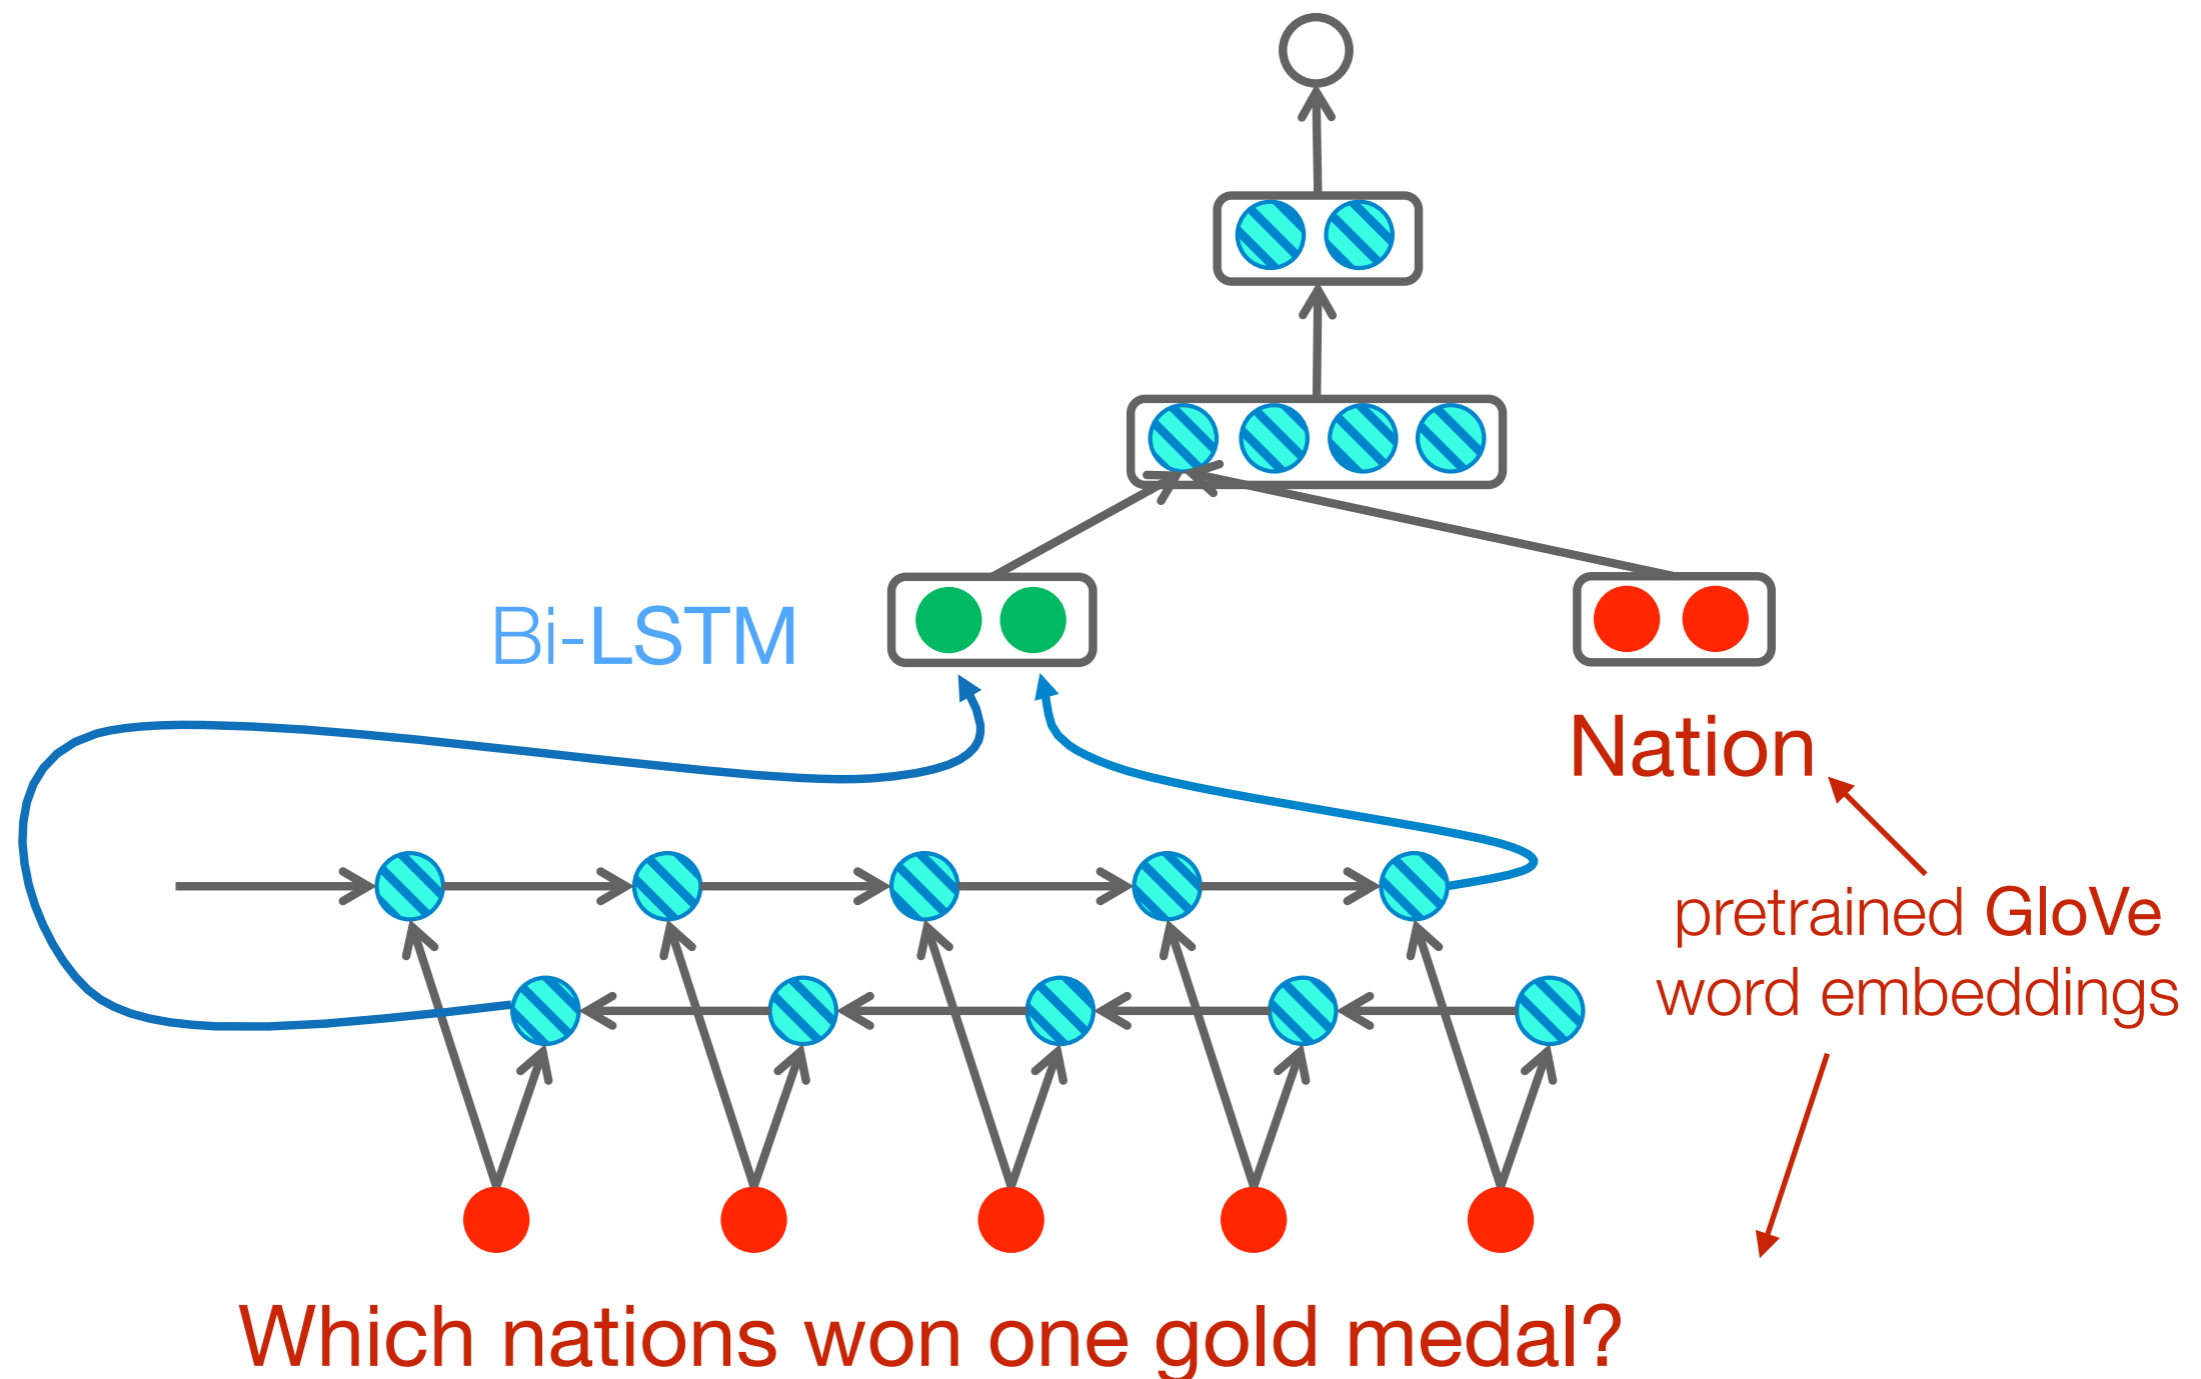 Bi-LSTM
Nation
pretrained GloVe
word embeddings
Which nations won one gold medal?